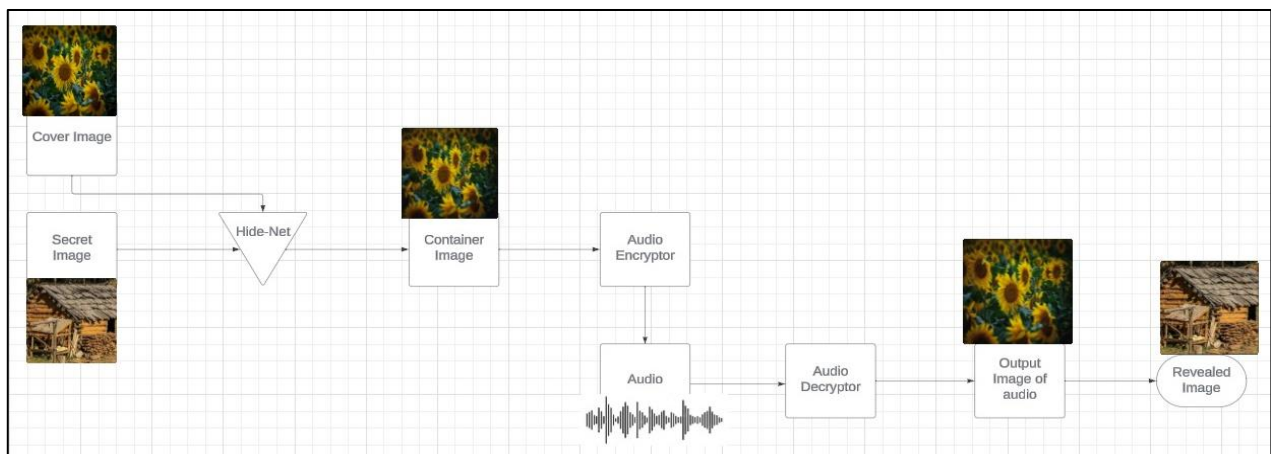 Cover Image
Secret
Image
Hide-Net
Container
Image
Audio
Encryptor
Audio
Audio
Decryptor
Output
Image of
audio
Revealed
Image